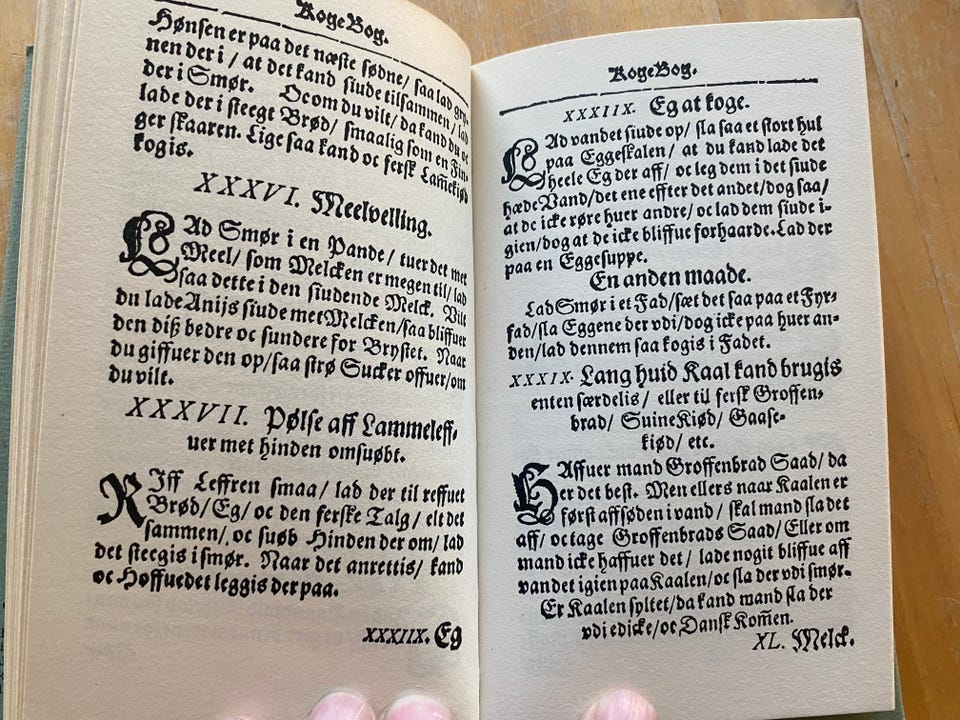 KogeBog.
Hønsen er paa det næste sødne/ saa lad gry-
nen der i / at det kand siude tilsammen / lad
der i Smør. Oc om du vilt/ da kand du oc
lade der i steegt Brød/ smaalig som en Fin-
ger skaaren. Lige saa kand oc fersk Lam̃ekiød
kogis.
XXXVI. Meelvelling.
LAd Smør i en Pande / tuer det met
Meel/ som Melcken er megen til/ lad
saa dette i den siudende Melck. Vilt
du lade Anijs siude met Melcken/saa bliffuer
den diß bedre oc sundere for Brystet. Naar
du giffuer den op/saa strø Sucker offuer/om
du vilt.
XXXVII. Pølse aff Lammeleff-
uer met hinden omsuøbt.
RIff Leffren smaa/ lad der til reffuet
Brød/Eg/ oc den ferske Talg/ elt det
sammen/ oc suøb Hinden der om/ lad
det steegis i smør. Naar det anrettis/ kand
oc Hoffuedet leggis der paa.
XXXIIX. Eg
KogeBog.
XXXIIX. Eg at koge.
LAd vandet siude op/ sla saa et stort hul
paa Eggeskalen/ at du kand lade det
heele Eg der aff/ oc leg dem i det siude
hæde Vand/det ene effter det andet/dog saa/
at de icke røre huer andre/ oc lad dem siude i-
gien/dog at de icke bliffue forhaarde. Lad der
paa en Eggesuppe.
En anden maade.
Lad Smør i et Fad/sæt det saa paa et Fyr-
fad/sla Eggene der vdi/dog icke paa huer an-
den/lad dennem saa kogis i Fadet.
XXXIX. Lang huid Kaal kand brugis
enten særdelis/ eller til fersk Groffen-
brad/ Suine Kiød/ Gaase-
kiød/ etc.
HAffuer mand Groffenbrad Saad/ da
er det best. Men ellers naar Kaalen er
først affsøden i vand/ skal mand sla det
aff/ oc tage Groffenbrads Saad/ Eller om
mand icke haffuer det/ lade nogit bliffue aff
vandet igien paa Kaalen/oc sla der vdi smør.
Er Kaalen syltet/da kand mand sla der
vdi edicke/oc Dansk Kom̃en.
XL. Melck.